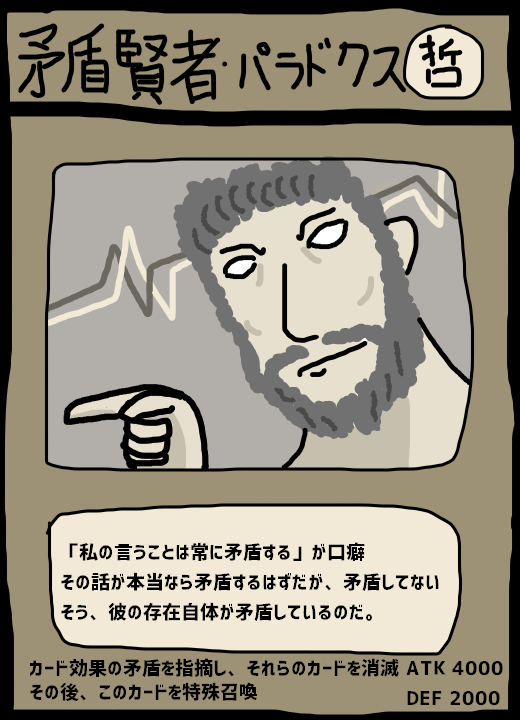 矛盾賢者・パラドクス 哲
「私の言うことは常に矛盾する」が口癖
その話が本当なら矛盾するはずだが、矛盾してない
そう、彼の存在自体が矛盾しているのだ。
カード効果の矛盾を指摘し、それらのカードを消滅 ATK 4000
その後、このカードを特殊召喚 DEF 2000